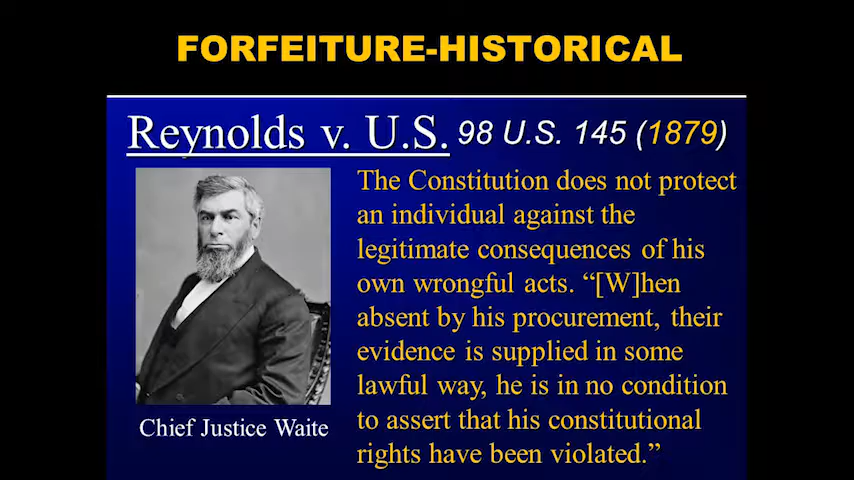 FORFEITURE-HISTORICAL
Reynolds v. U.S. 98 U.S. 145 (1879)
The Constitution does not protect
an individual against the
legitimate consequences of his
own wrongful acts. “[W]hen
absent by his procurement, their
evidence is supplied in some
lawful way, he is in no condition
to assert that his constitutional
rights have been violated.”
Chief Justice Waite